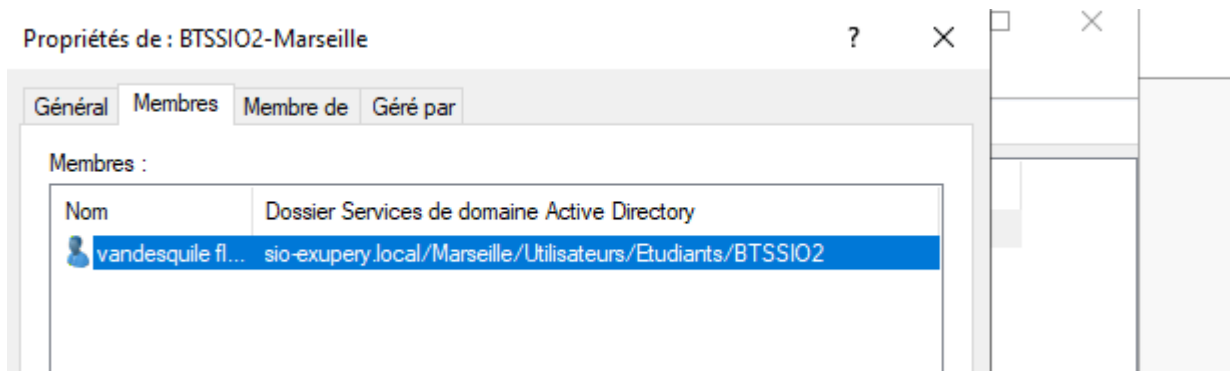 Propriétés de : BTSSIO2-Marseille ? ×
Général Membres Membre de Géré par
Membres :
Nom Dossier Services de domaine Active Directory
vandesquile fl... sio-exupery.local/Marseille/Utilisateurs/Etudiants/BTSSIO2